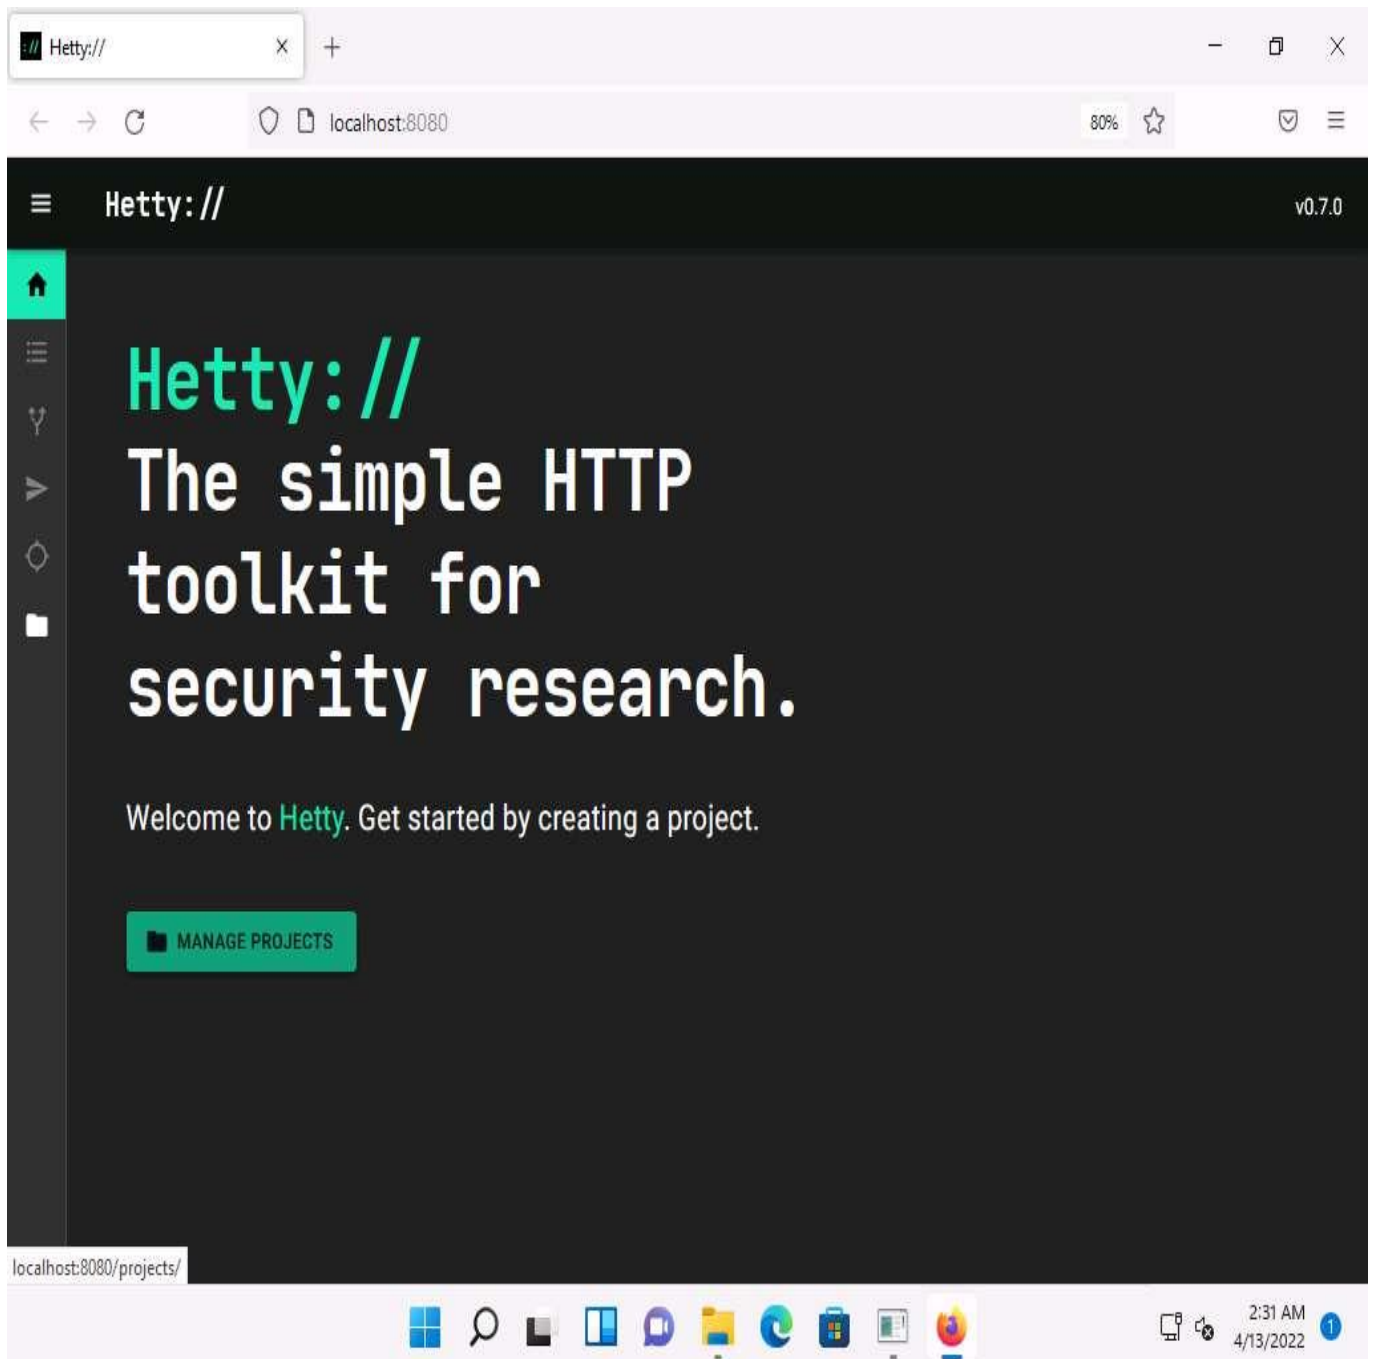 :// Hetty://
localhost:8080
80%
Hetty://
v0.7.0
Hetty://
The simple HTTP
toolkit for
security research.
Welcome to Hetty. Get started by creating a project.
MANAGE PROJECTS
localhost:8080/projects/
2:31 AM
4/13/2022
1